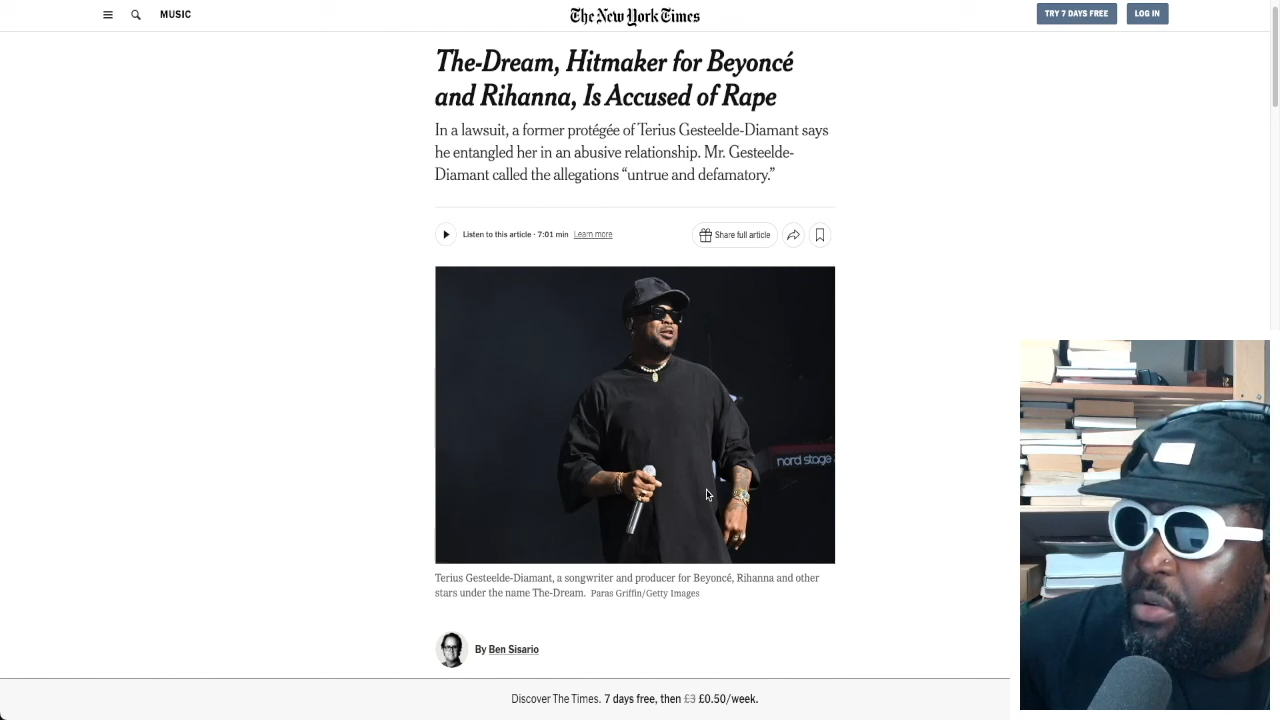 MUSIC
The New York Times
TRY 7 DAYS FREE
LOG IN
The-Dream, Hitmaker for Beyoncé
and Rihanna, Is Accused of Rape
In a lawsuit, a former protégée of Terius Gesteelde-Diamant says
he entangled her in an abusive relationship. Mr. Gesteelde-
Diamant called the allegations “untrue and defamatory.”
Listen to this article · 7:01 min Learn more
Share full article
nord stage
Terius Gesteelde-Diamant, a songwriter and producer for Beyoncé, Rihanna and other
stars under the name The-Dream. Paras Griffin/Getty Images
By Ben Sisario
Discover The Times. 7 days free, then £3 £0.50/week.